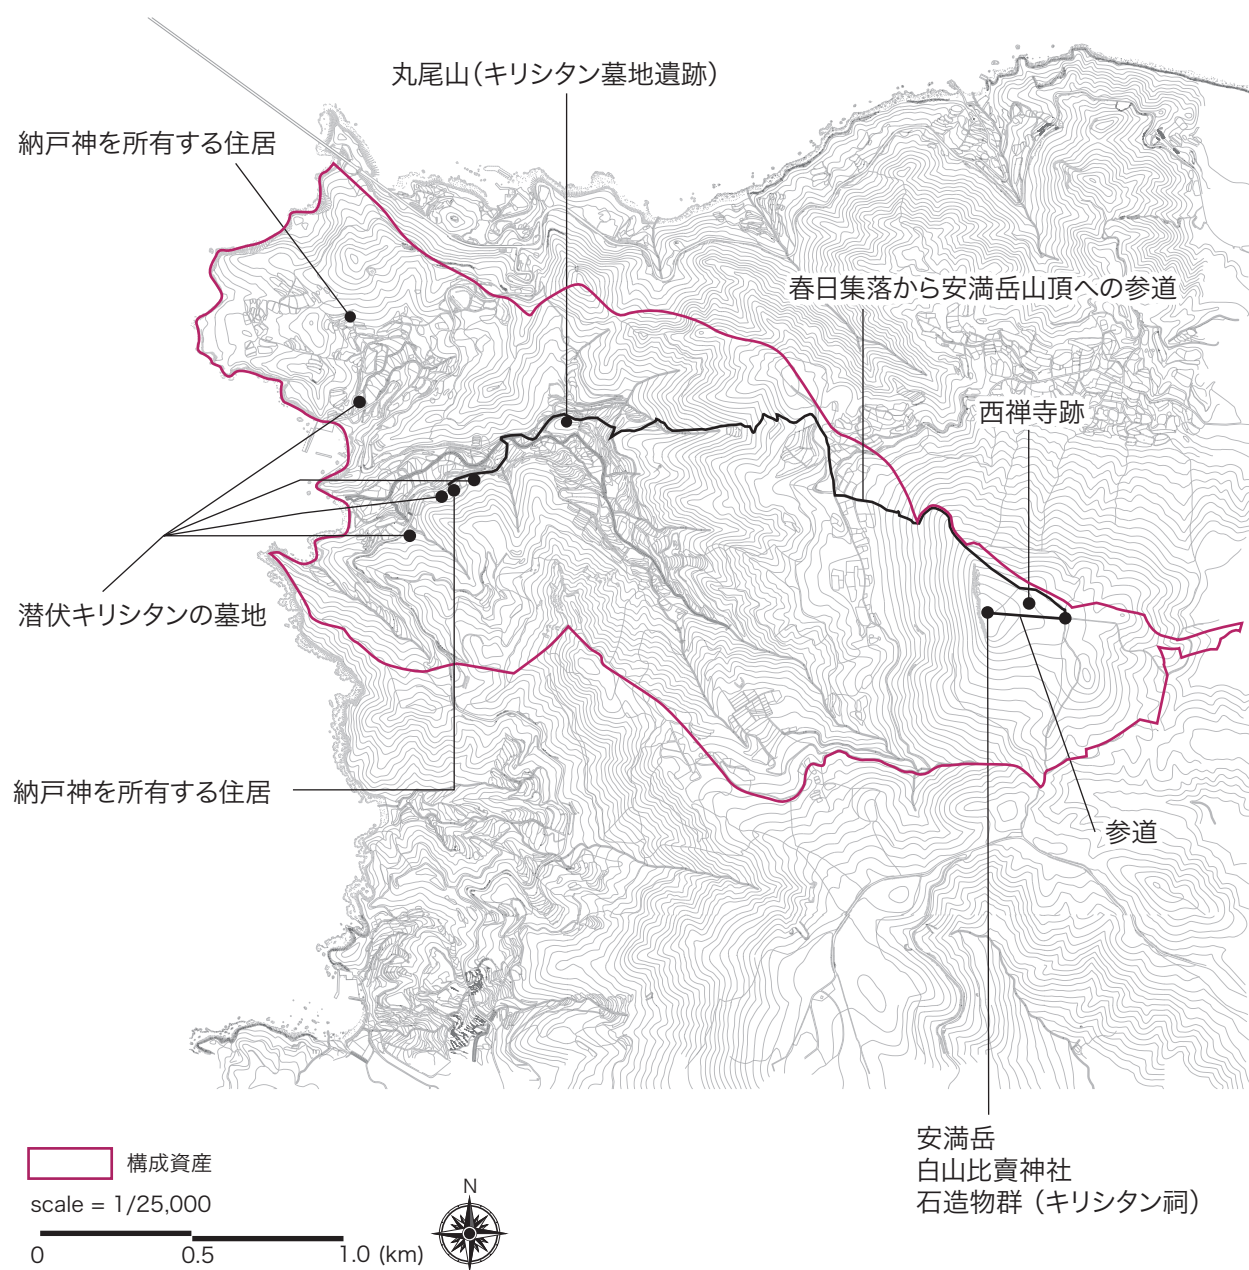 丸尾山（キリシタン墓地遺跡）
納戸神を所有する住居
春日集落から安満岳山頂への参道
西禅寺跡
潜伏キリシタンの墓地
納戸神を所有する住居
参道
安満岳
白山比賣神社
石造物群（キリシタン祠）
構成資産
scale = 1/25,000
0 0.5 1.0 (km)
N